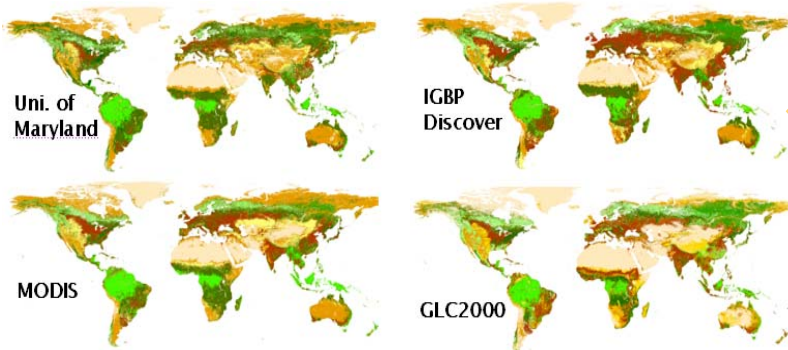 Uni. of
Maryland
IGBP
Discover
MODIS
GLC2000